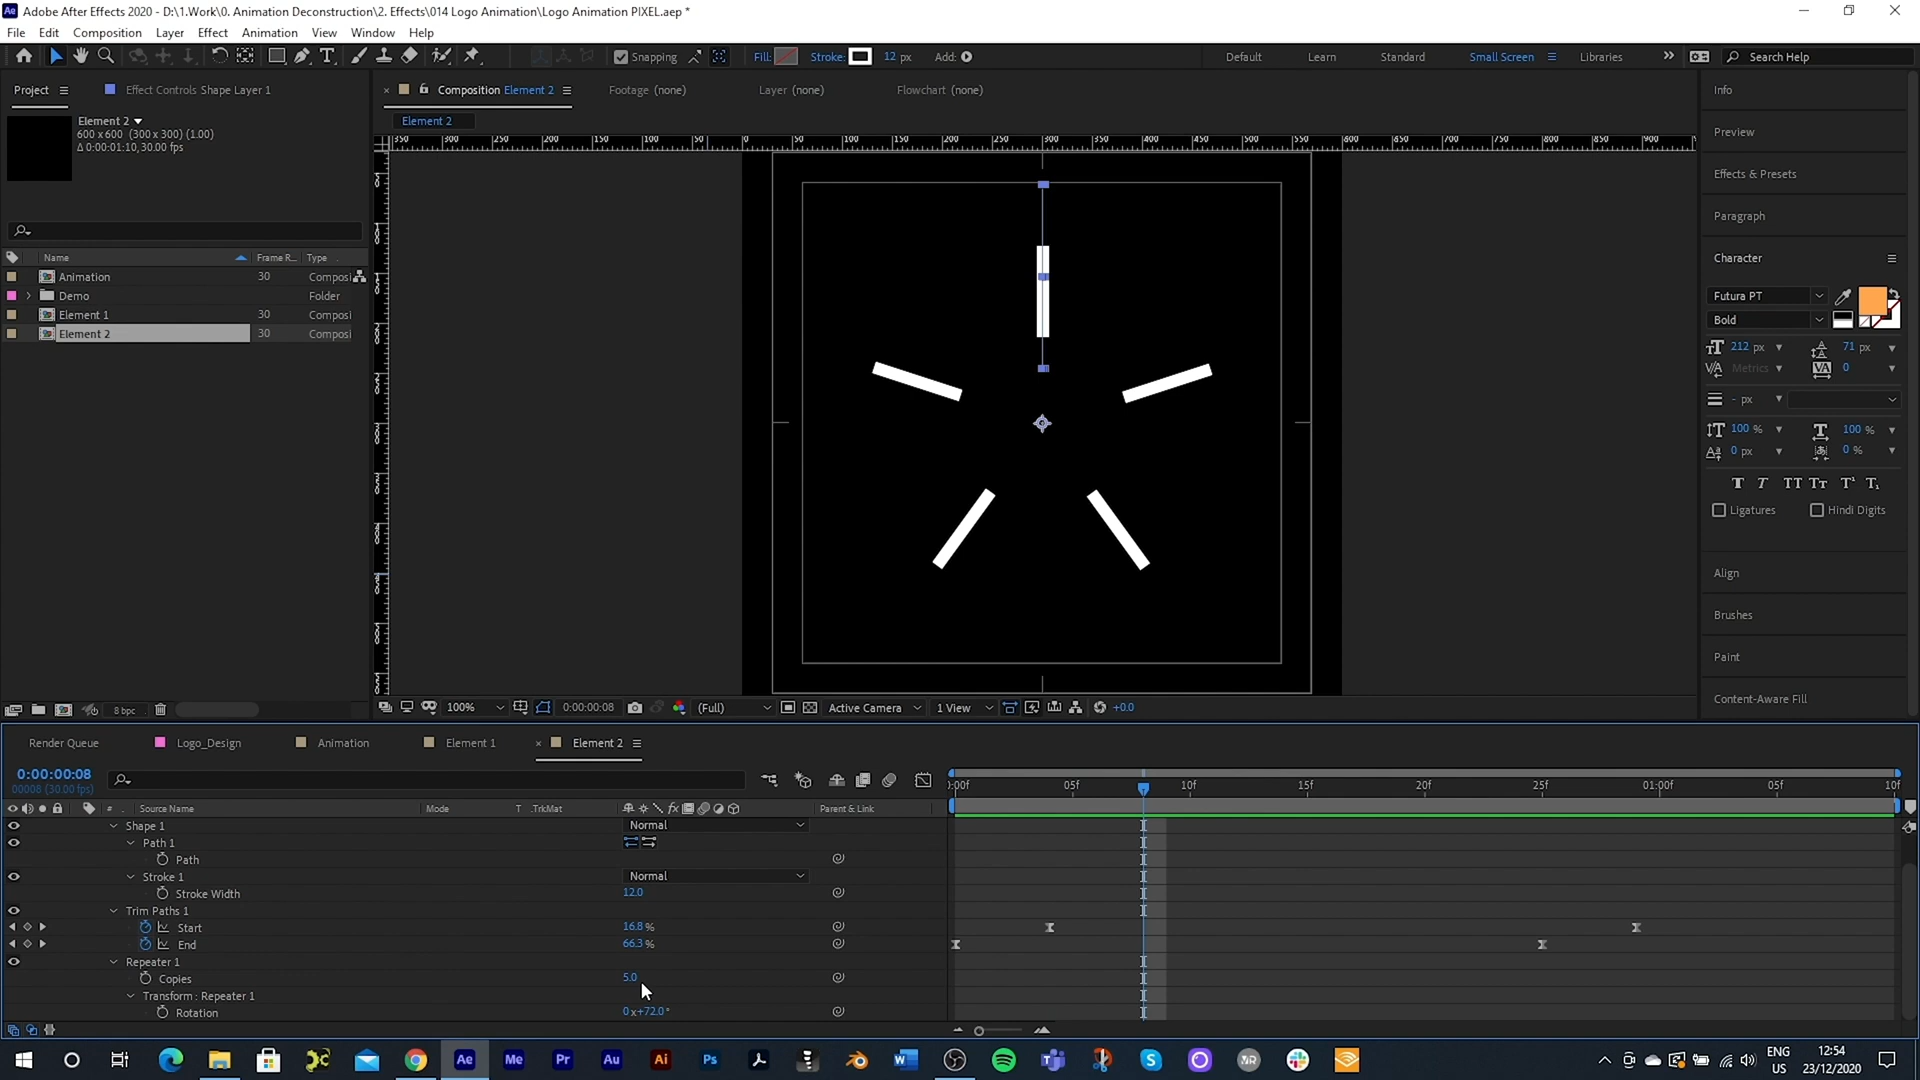 Adobe After Effects 2020 - D:\1.Work\0. Animation Deconstruction\2. Effects\014 Logo Animation\Logo Animation PIXEL.aep *
File Edit Composition Layer Effect Animation View Window Help
Snapping Fill: Stroke: 12 px Add: Default Learn Standard Small Screen Libraries Search Help
Project Effect Controls Shape Layer 1 Composition Element 2 Footage (none) Layer (none) Flowchart (none) Info
Element 2
Element 2
600 x 600 (300 x 300) (1.00)
Δ 0:00:01:10, 30.00 fps
Preview
Effects & Presets
Paragraph
Name Frame R... Type
Character
Animation 30 Composi
Demo Folder
Element 1 30 Composi
Element 2 30 Composi
Futura PT
Bold
212 px 71 px
Metrics 0
- px
100 % 100 %
0 px 0 %
Ligatures Hindi Digits
Align
Brushes
Paint
Content-Aware Fill
8 bpc 100% 0:00:00:08 (Full) Active Camera 1 View +0.0
Render Queue Logo_Design Animation Element 1 Element 2
0:00:00:08
00008 (30.00 fps)
:00f 05f 10f 15f 20f 25f 01:00f 05f 10f
# Source Name Mode T .TrkMat Parent & Link
Shape 1 Normal
Path 1
Path
Stroke 1 Normal
Stroke Width 12.0
Trim Paths 1
Start 16.8 %
End 66.3 %
Repeater 1
Copies 5.0
Transform : Repeater 1
Rotation 0x+72.0°
Ae Me Pr Au Ai Ps ENG 12:54
US 23/12/2020